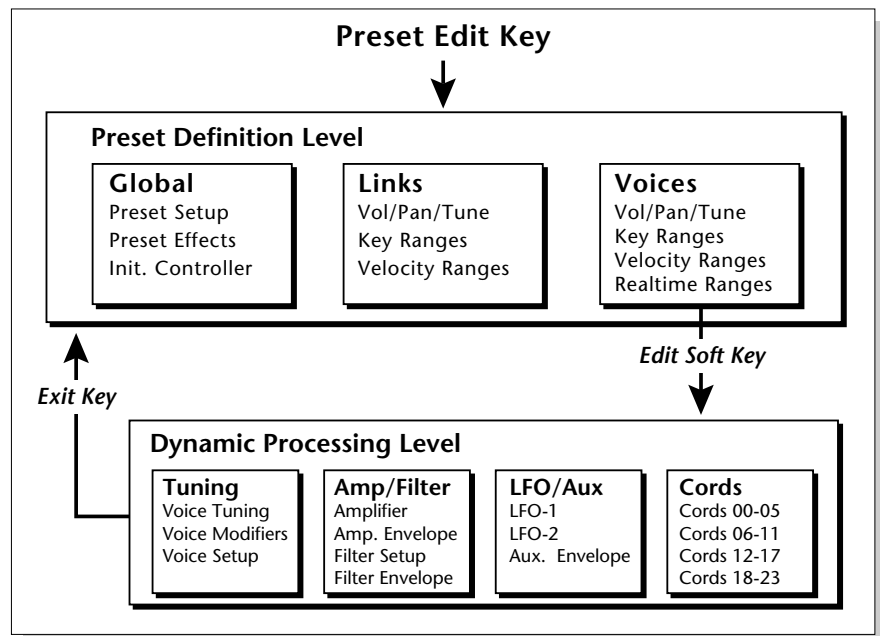 Preset Edit Key
Preset Definition Level
Global
Preset Setup
Preset Effects
Init. Controller
Links
Vol/Pan/Tune
Key Ranges
Velocity Ranges
Voices
Vol/Pan/Tune
Key Ranges
Velocity Ranges
Realtime Ranges
Edit Soft Key
Exit Key
Dynamic Processing Level
Tuning
Voice Tuning
Voice Modifiers
Voice Setup
Amp/Filter
Amplifier
Amp. Envelope
Filter Setup
Filter Envelope
LFO/Aux
LFO-1
LFO-2
Aux. Envelope
Cords
Cords 00-05
Cords 06-11
Cords 12-17
Cords 18-23